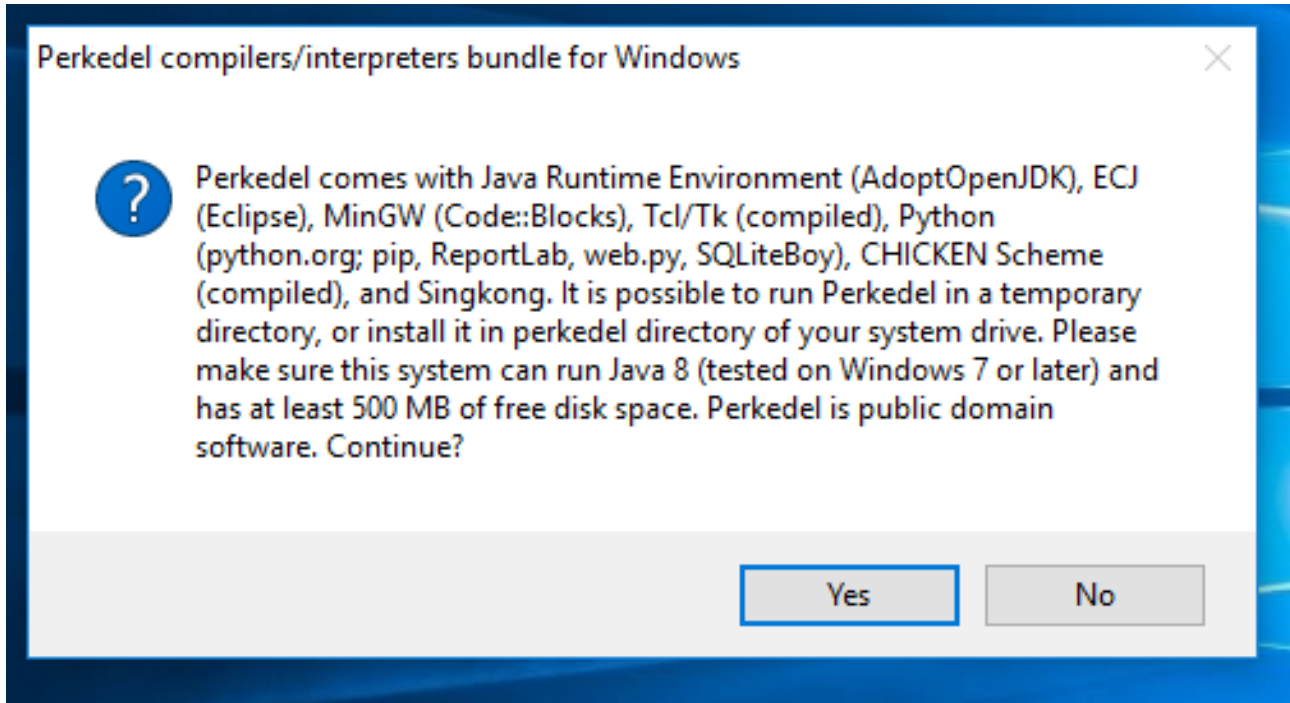 Perkedel compilers/interpreters bundle for Windows
Perkedel comes with Java Runtime Environment (AdoptOpenJDK), ECJ
(Eclipse), MinGW (Code::Blocks), Tcl/Tk (compiled), Python
(python.org; pip, ReportLab, web.py, SQLiteBoy), CHICKEN Scheme
(compiled), and Singkong. It is possible to run Perkedel in a temporary
directory, or install it in perkedel directory of your system drive. Please
make sure this system can run Java 8 (tested on Windows 7 or later) and
has at least 500 MB of free disk space. Perkedel is public domain
software. Continue?
Yes
No